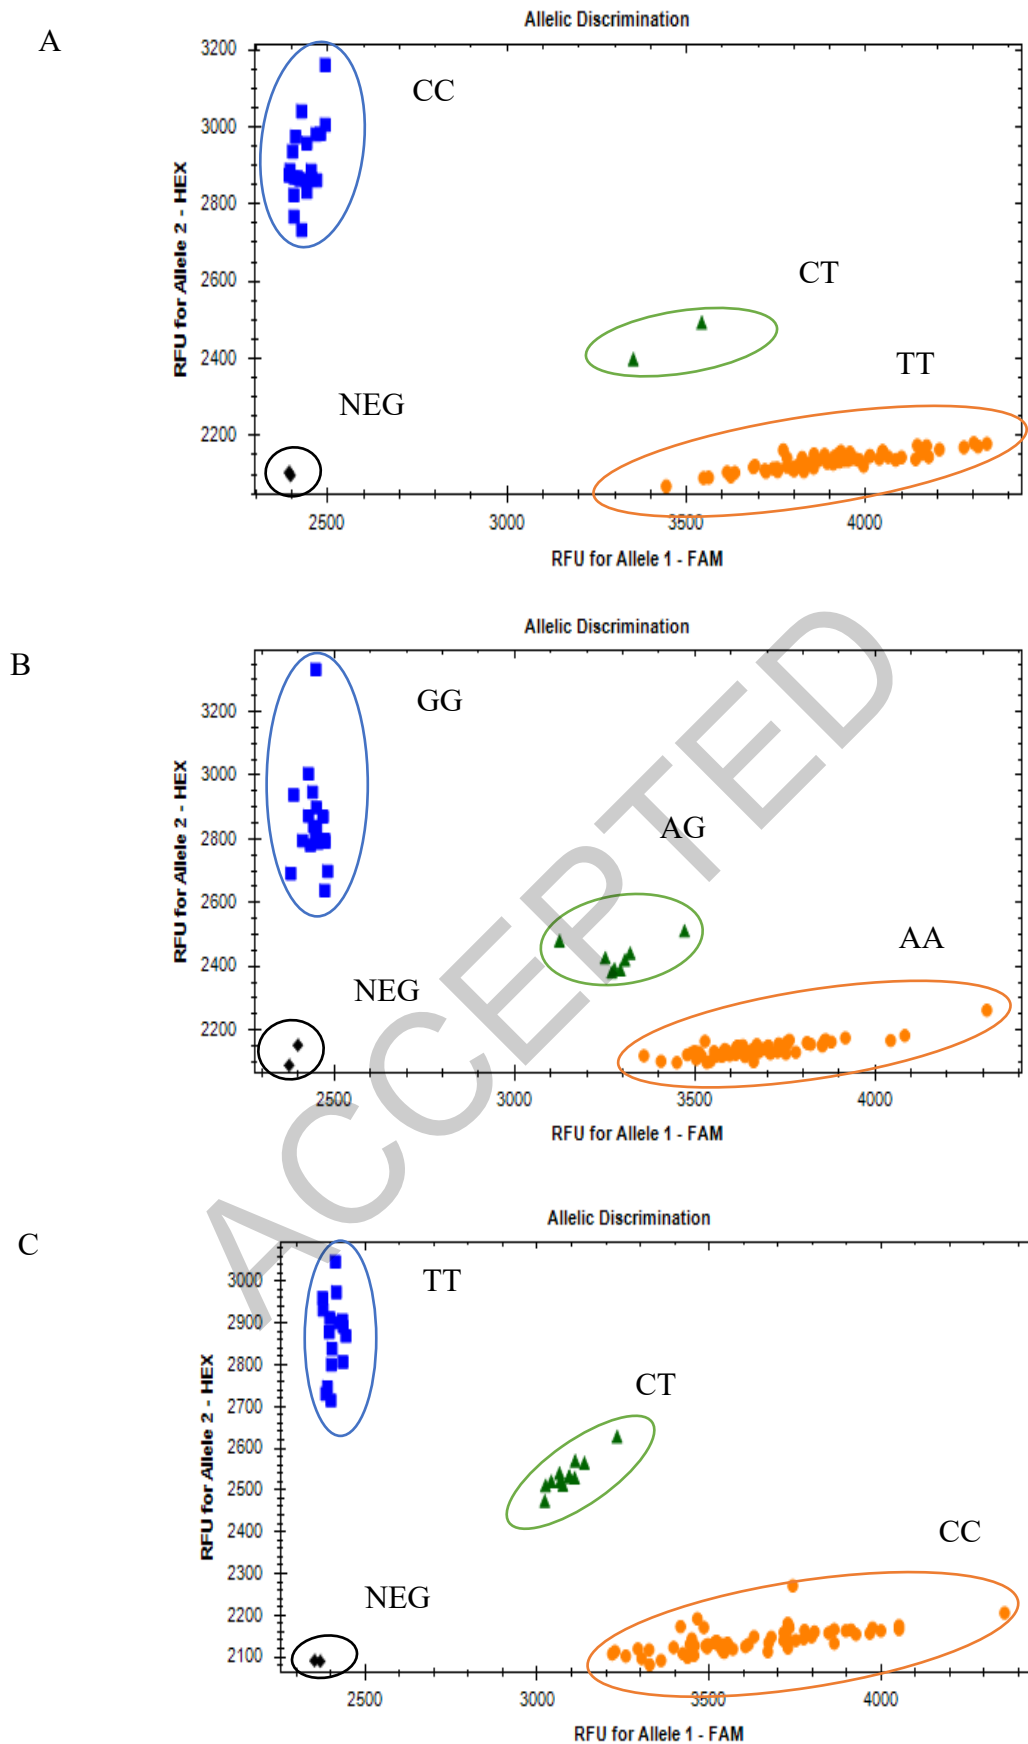 A
Allelic Discrimination
3200
3000
2800
2600
2400
2200
RFU for Allele 2 - HEX
CC
CT
TT
NEG
2500 3000 3500 4000
RFU for Allele 1 - FAM
B
Allelic Discrimination
3200
3000
2800
2600
2400
2200
RFU for Allele 2 - HEX
GG
AG
AA
NEG
2500 3000 3500 4000
RFU for Allele 1 - FAM
ACCEPTED
C
Allelic Discrimination
3000
2900
2800
2700
2600
2500
2400
2300
2200
2100
RFU for Allele 2 - HEX
TT
CT
CC
NEG
2500 3000 3500 4000
RFU for Allele 1 - FAM